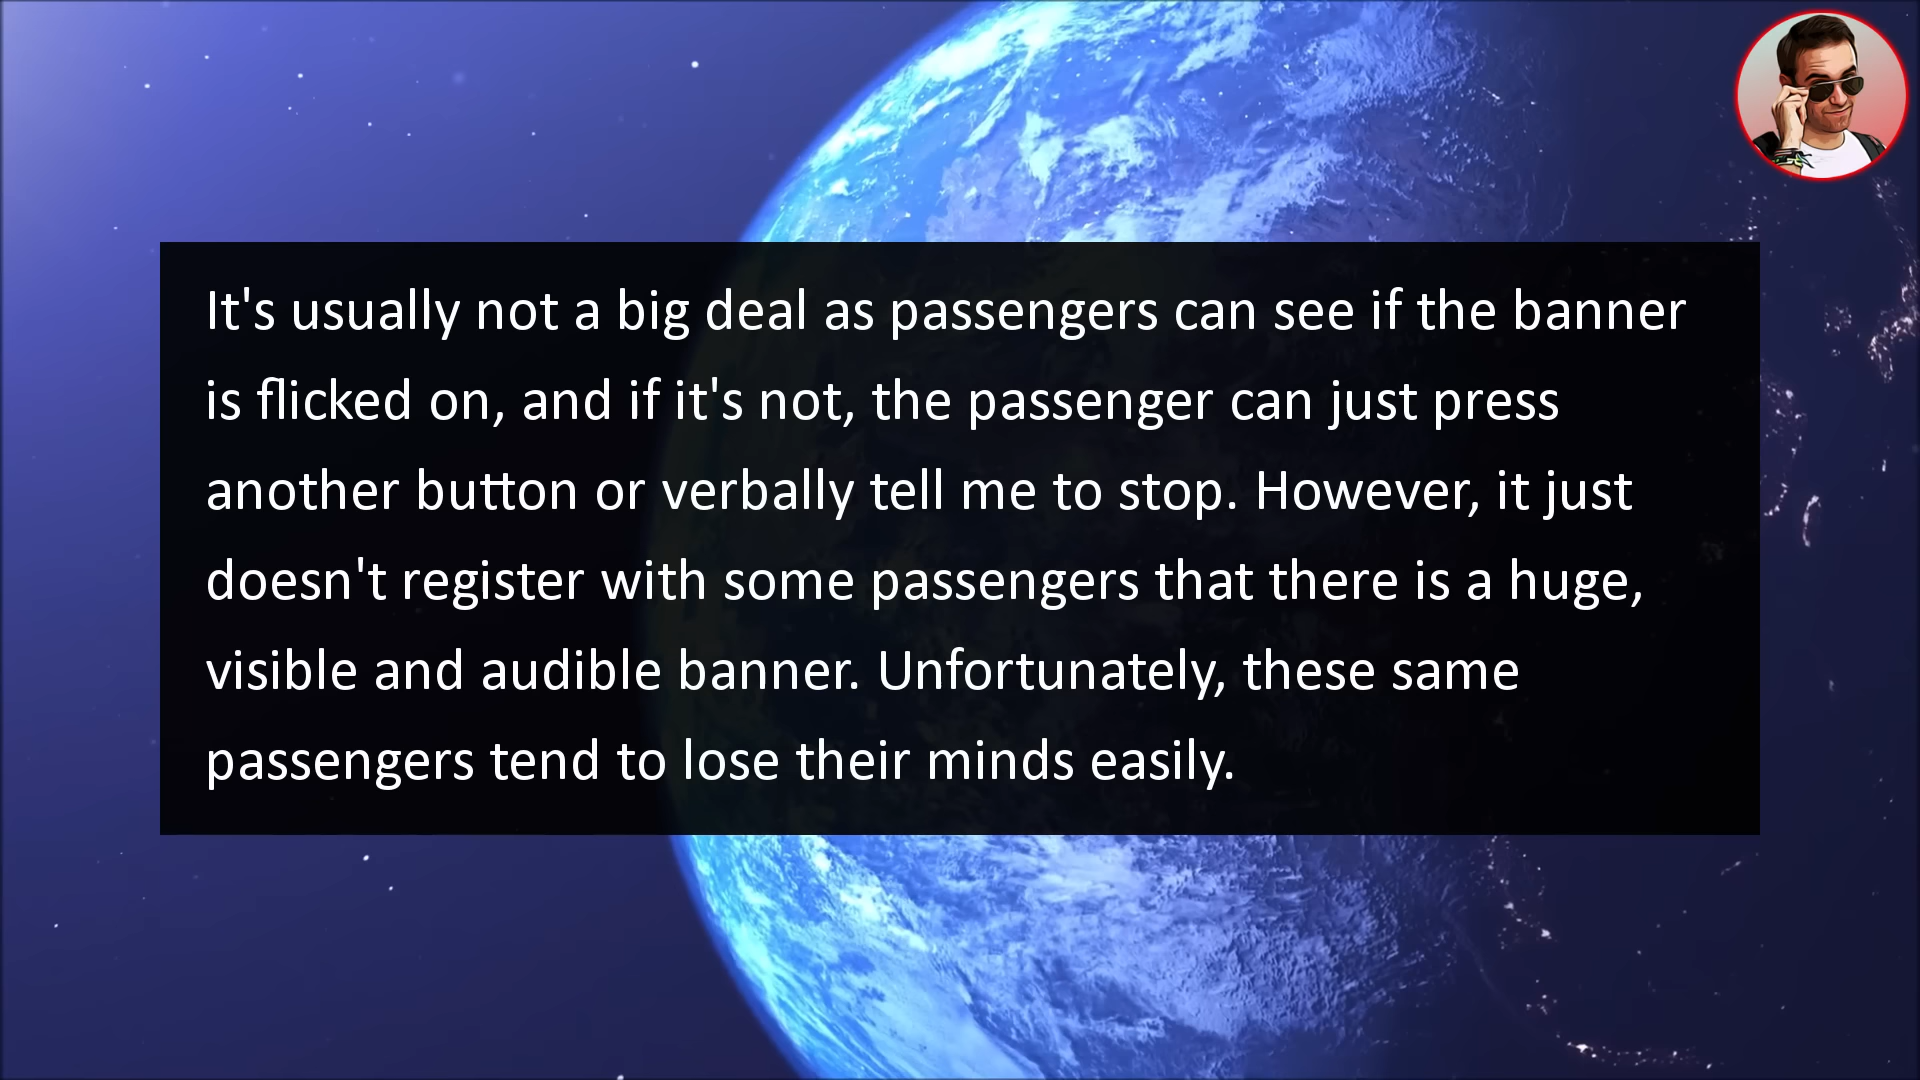 It's usually not a big deal as passengers can see if the banner
is flicked on, and if it's not, the passenger can just press
another button or verbally tell me to stop. However, it just
doesn't register with some passengers that there is a huge,
visible and audible banner. Unfortunately, these same
passengers tend to lose their minds easily.